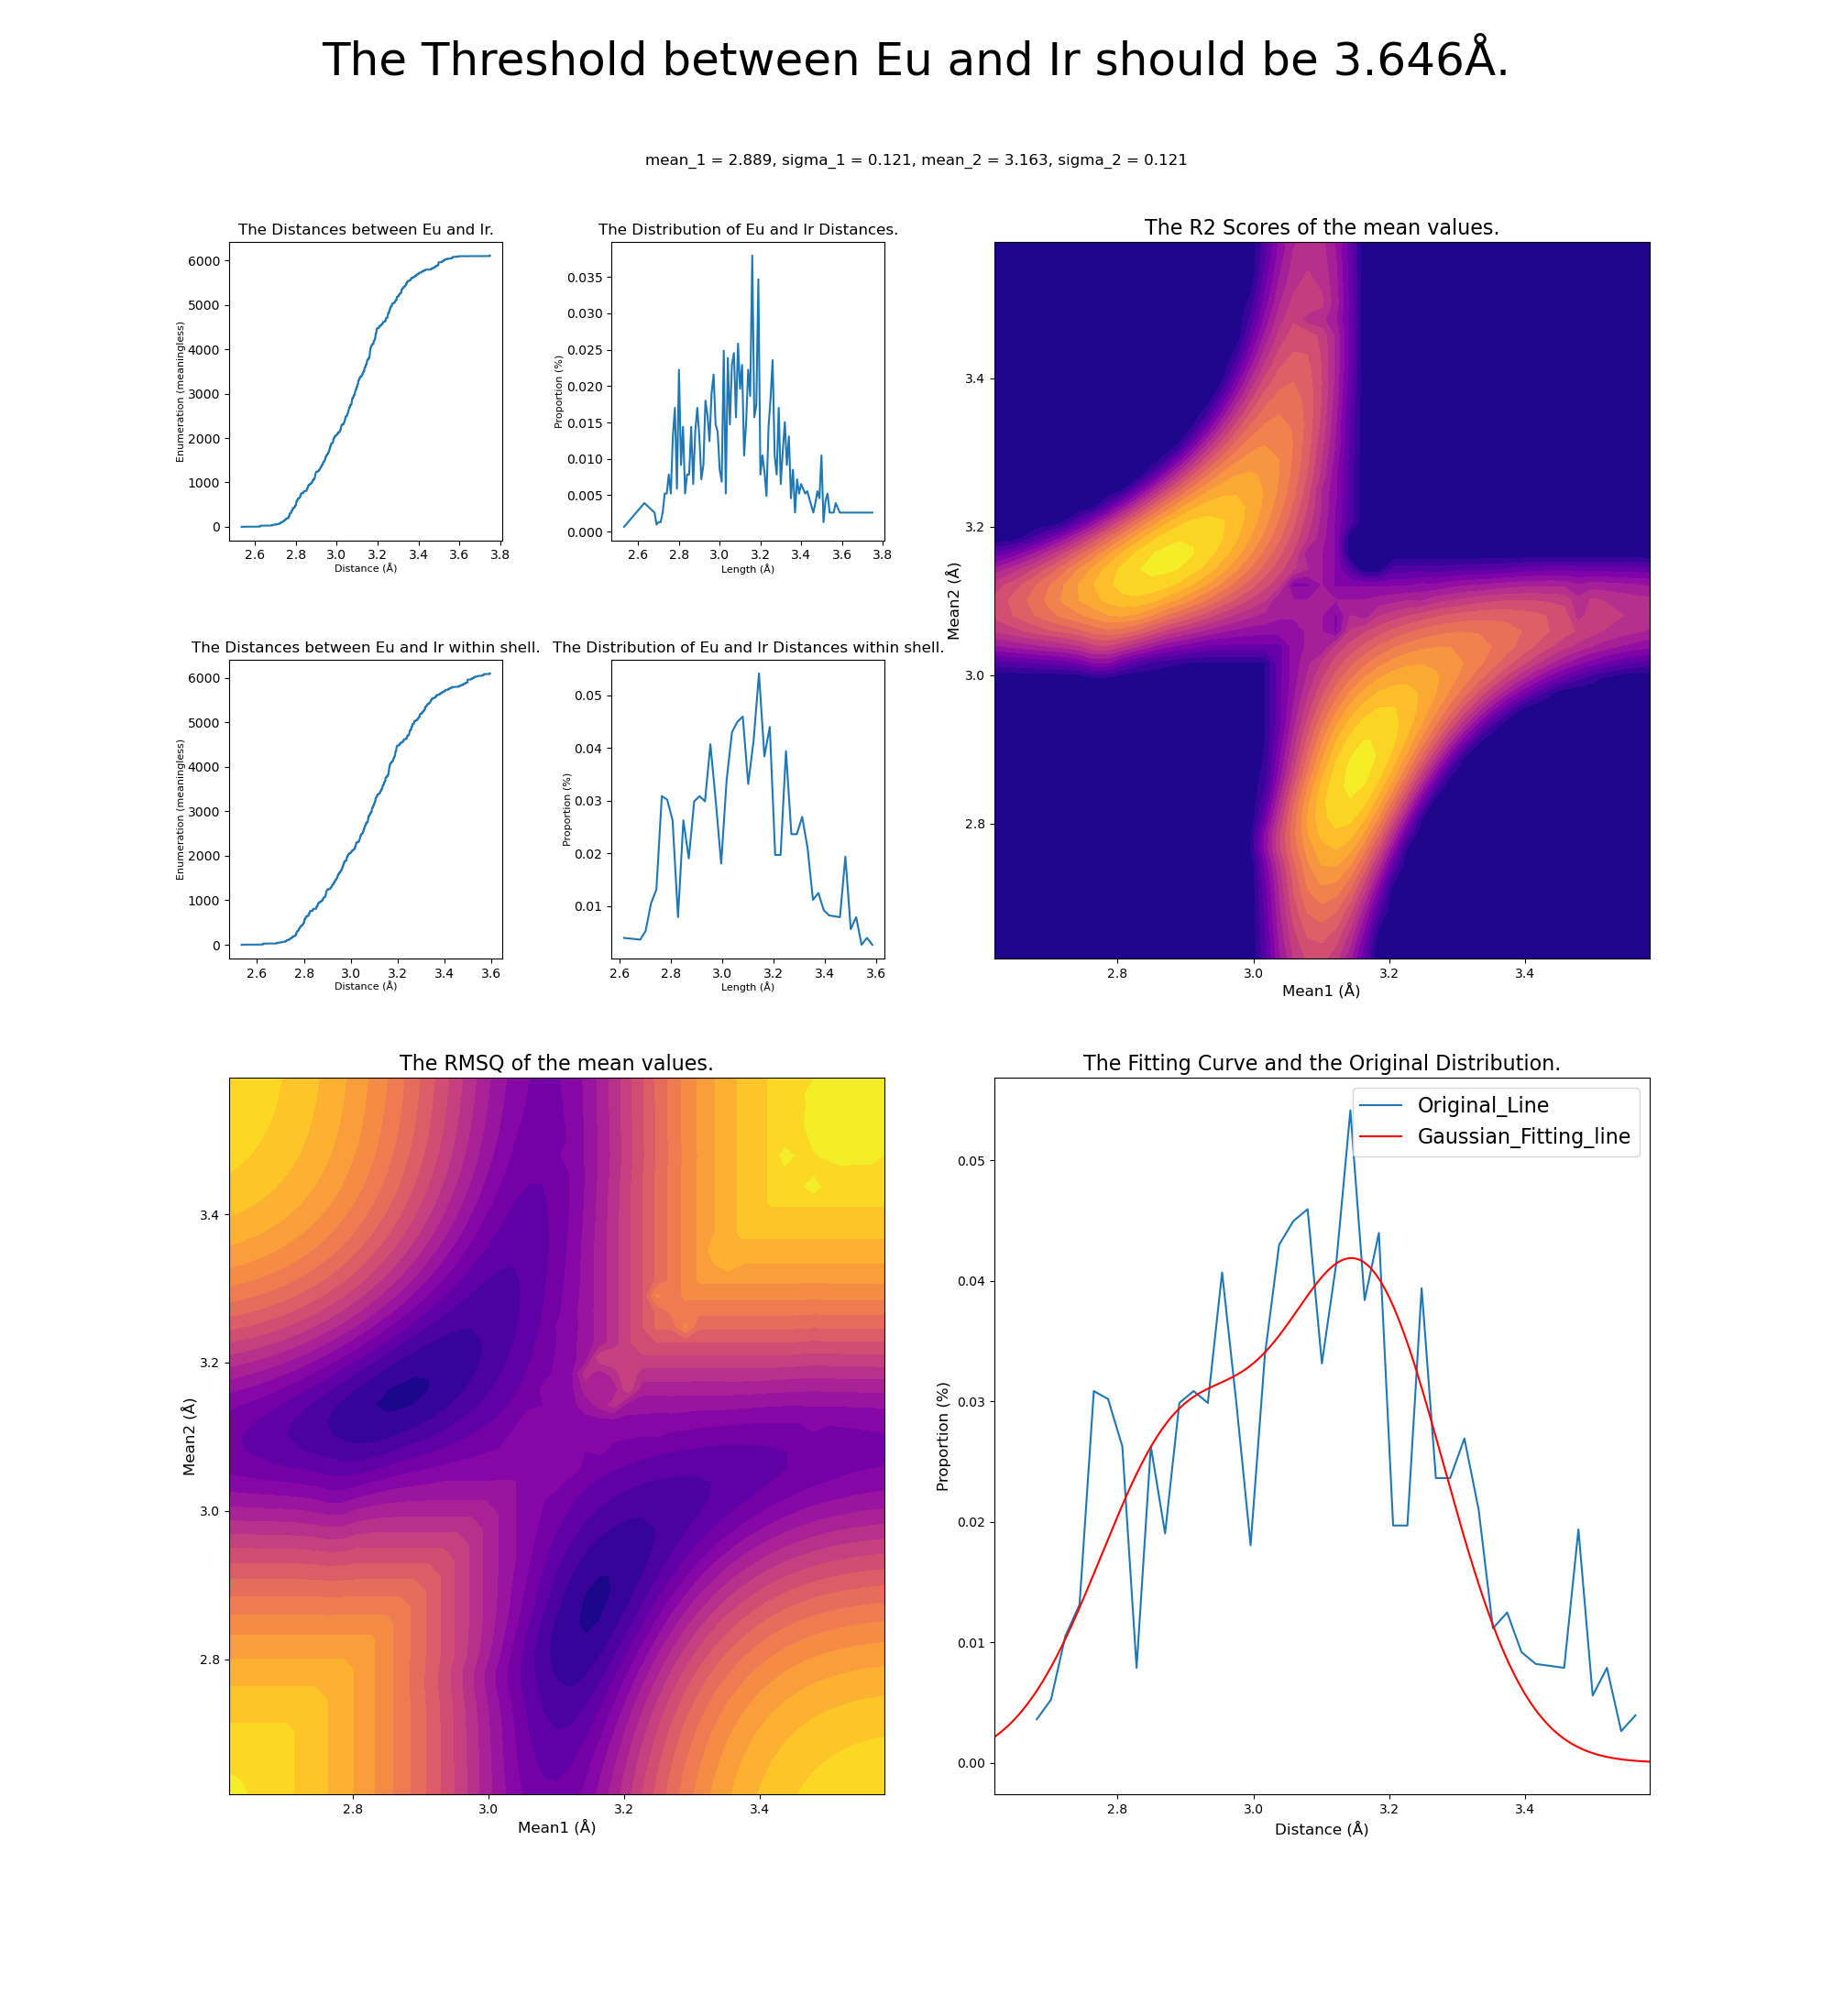 The Threshold between Eu and Ir should be 3.646Å.
mean_1 = 2.889, sigma_1 = 0.121, mean_2 = 3.163, sigma_2 = 0.121
The Distances between Eu and Ir.
Enumeration (meaningless)
6000
5000
4000
3000
2000
1000
0
2.6 2.8 3.0 3.2 3.4 3.6 3.8
Distance (Å)
The Distribution of Eu and Ir Distances.
Proportion (%)
0.035
0.030
0.025
0.020
0.015
0.010
0.005
0.000
2.6 2.8 3.0 3.2 3.4 3.6 3.8
Length (Å)
The R2 Scores of the mean values.
Mean2 (Å)
3.4
3.2
3.0
2.8
2.8 3.0 3.2 3.4
Mean1 (Å)
The Distances between Eu and Ir within shell.
Enumeration (meaningless)
6000
5000
4000
3000
2000
1000
0
2.6 2.8 3.0 3.2 3.4 3.6
Distance (Å)
The Distribution of Eu and Ir Distances within shell.
Proportion (%)
0.05
0.04
0.03
0.02
0.01
2.6 2.8 3.0 3.2 3.4 3.6
Length (Å)
The RMSQ of the mean values.
Mean2 (Å)
3.4
3.2
3.0
2.8
2.8 3.0 3.2 3.4
Mean1 (Å)
The Fitting Curve and the Original Distribution.
Original_Line
Gaussian_Fitting_line
Proportion (%)
0.05
0.04
0.03
0.02
0.01
0.00
2.8 3.0 3.2 3.4
Distance (Å)